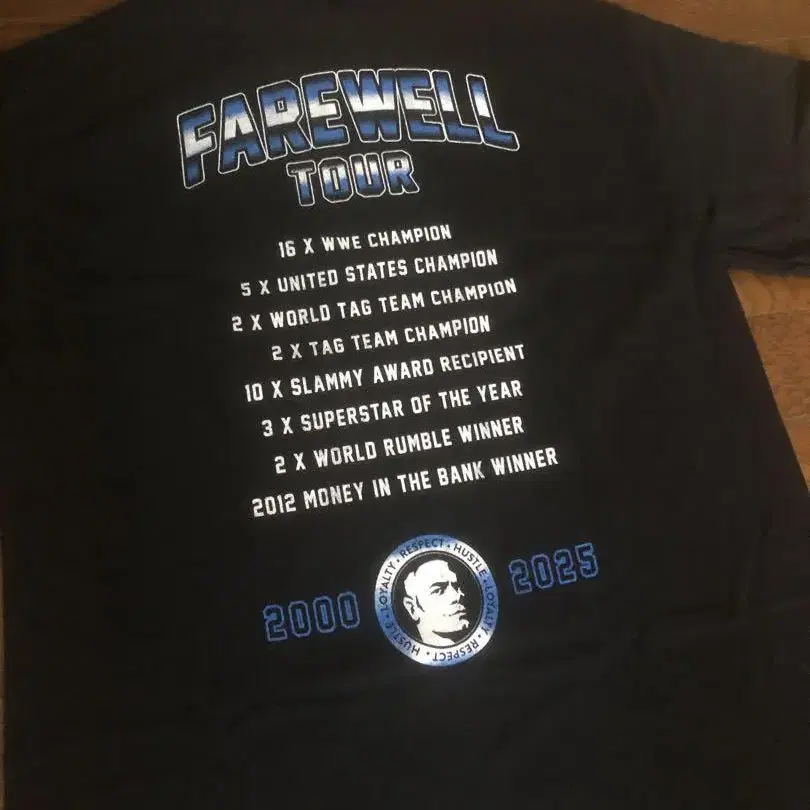 FAREWELL
TOUR
16 X WWE CHAMPION
5 X UNITED STATES CHAMPION
2 X WORLD TAG TEAM CHAMPION
2 X TAG TEAM CHAMPION
10 X SLAMMY AWARD RECIPIENT
3 X SUPERSTAR OF THE YEAR
2 X WORLD RUMBLE WINNER
2012 MONEY IN THE BANK WINNER
2000
HUSTLE • LOYALTY • RESPECT • HUSTLE • LOYALTY • RESPECT •
2025